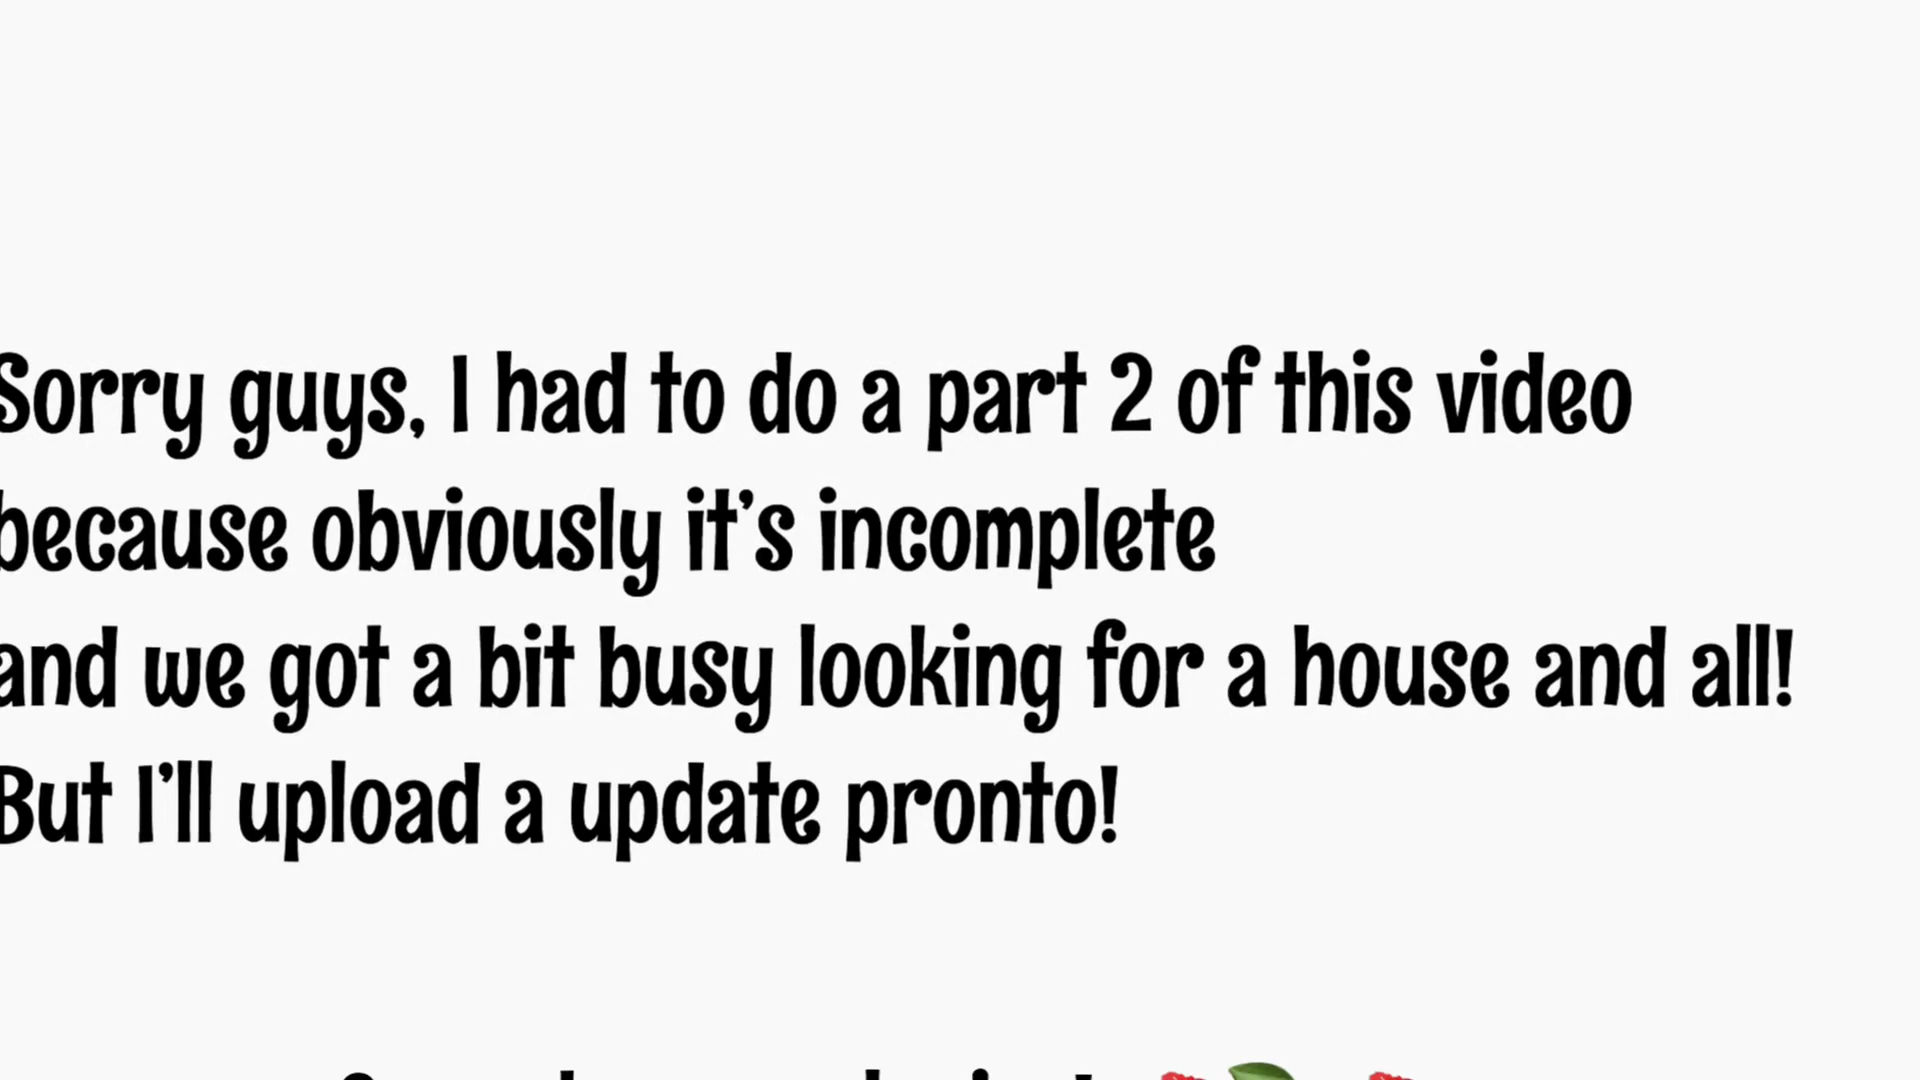 Sorry guys, I had to do a part 2 of this video
because obviously it's incomplete
and we got a bit busy looking for a house and all!
But I'll upload a update pronto!